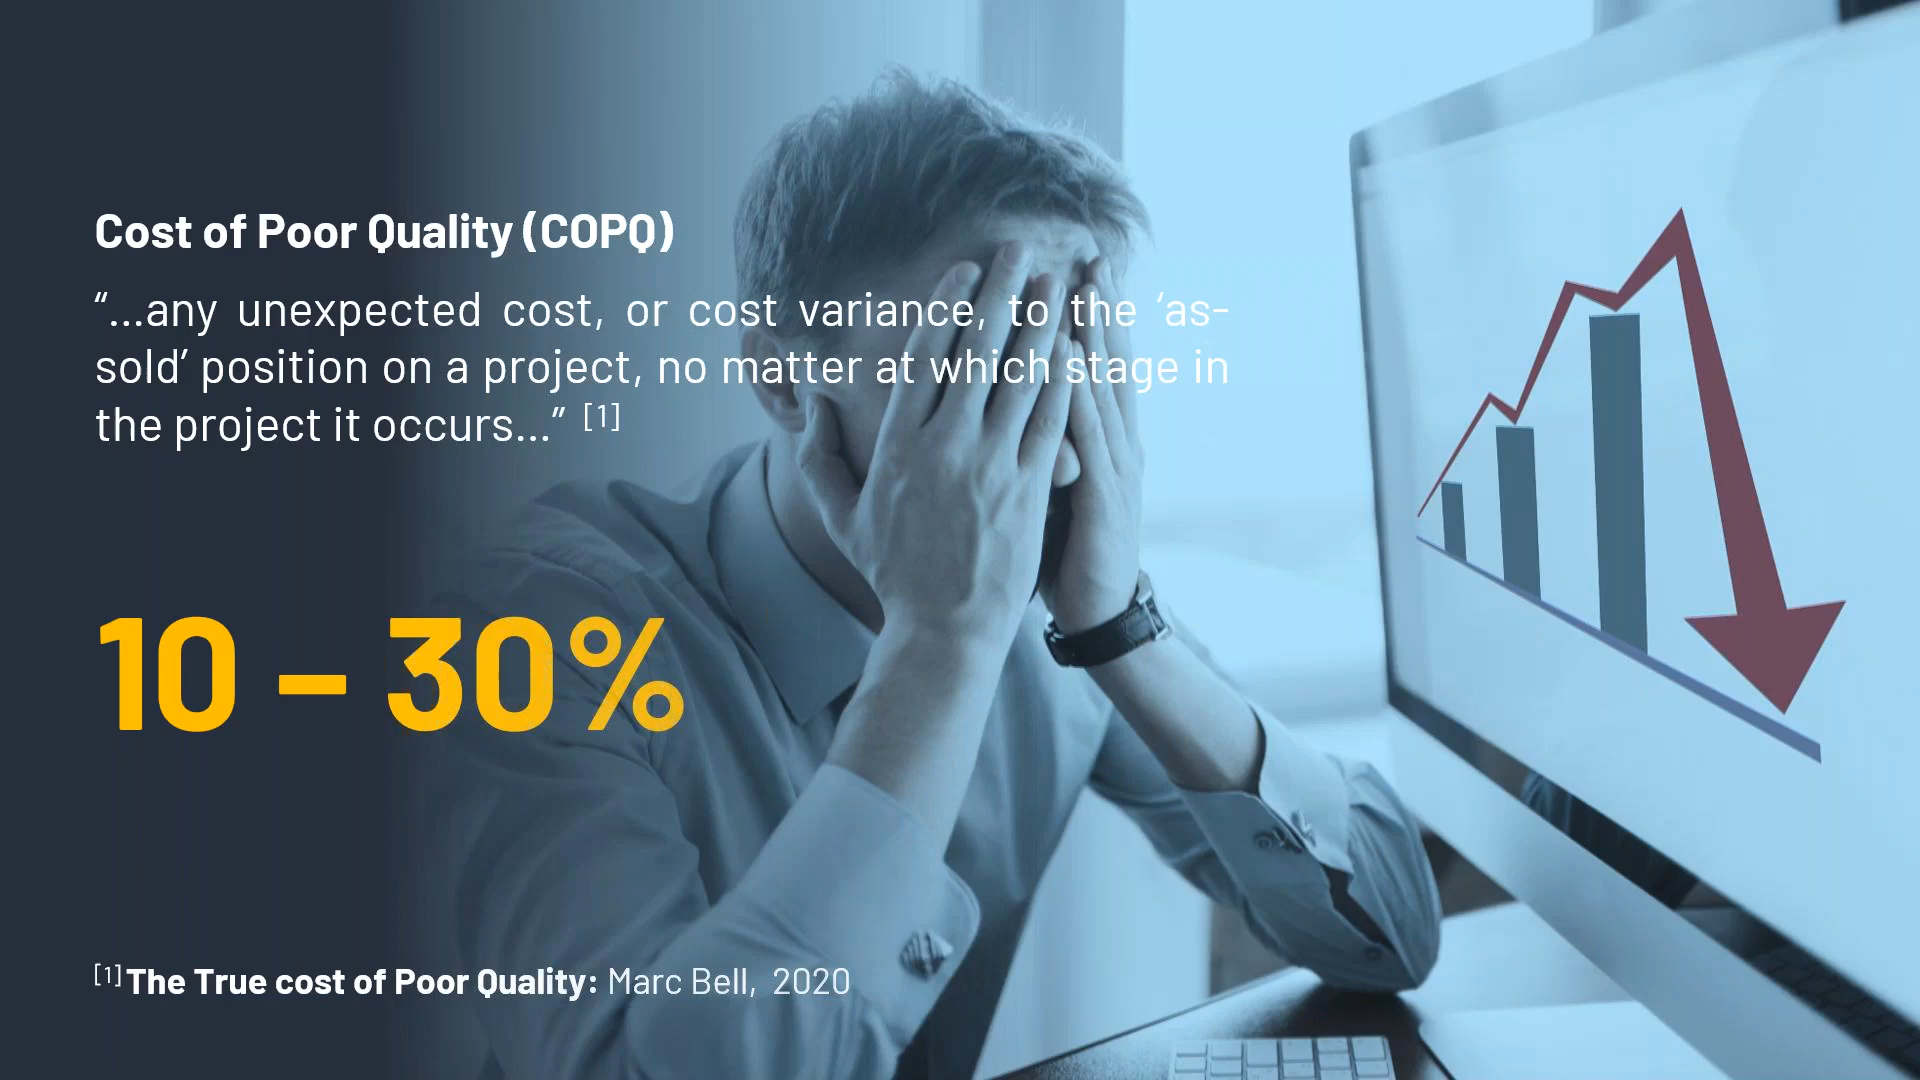 Cost of Poor Quality (COPQ)
“...any unexpected cost, or cost variance, to the ‘as-
sold’ position on a project, no matter at which stage in
the project it occurs...” [1]
10 – 30%
[1] The True cost of Poor Quality: Marc Bell, 2020